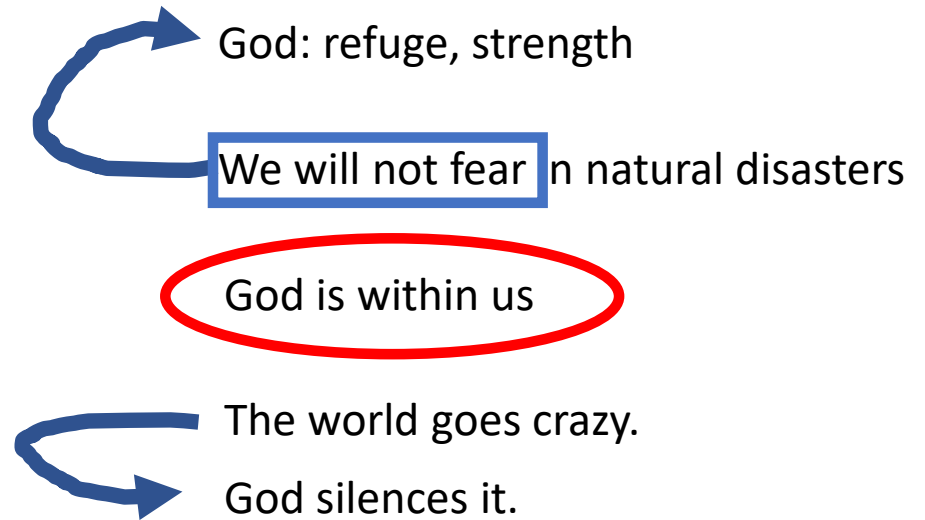 God: refuge, strength
We will not fear n natural disasters
God is within us
The world goes crazy.
God silences it.